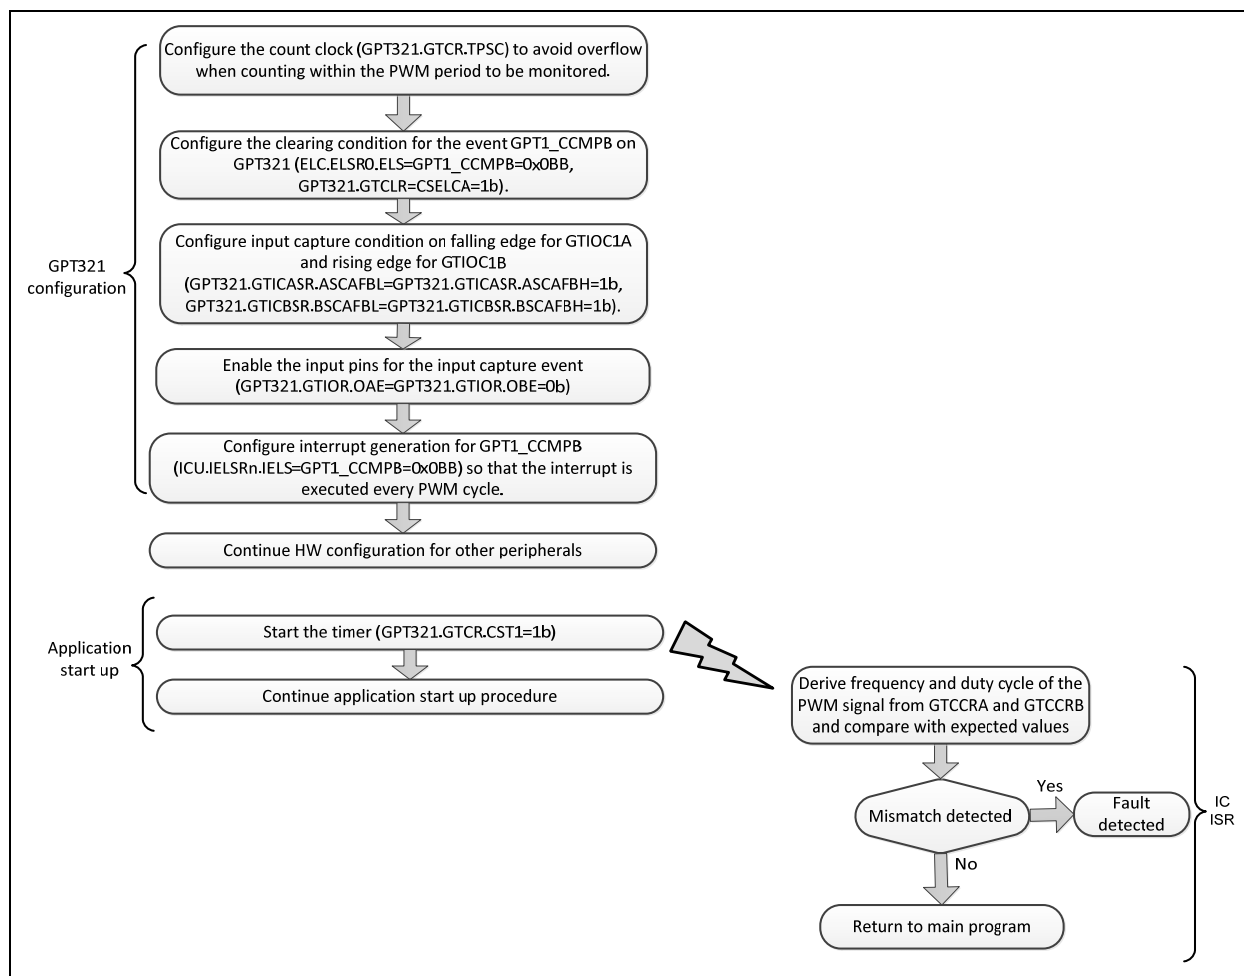 Configure the count clock (GPT321.GTCR.TPSC) to avoid overflow
when counting within the PWM period to be monitored.
Configure the clearing condition for the event GPT1_CCMPB on
GPT321 (ELC.ELSR0.ELS=GPT1_CCMPB=0x0BB,
GPT321.GTCLR=CSELCA=1b).
Configure input capture condition on falling edge for GTIOC1A
and rising edge for GTIOC1B
(GPT321.GTICASR.ASCAFBL=GPT321.GTICASR.ASCAFBH=1b,
GPT321.GTICBSR.BSCAFBL=GPT321.GTICBSR.BSCAFBH=1b).
GPT321
configuration
Enable the input pins for the input capture event
(GPT321.GTIOR.OAE=GPT321.GTIOR.OBE=0b)
Configure interrupt generation for GPT1_CCMPB
(ICU.IELSRn.IELS=GPT1_CCMPB=0x0BB) so that the interrupt is
executed every PWM cycle.
Continue HW configuration for other peripherals
Application
start up
Start the timer (GPT321.GTCR.CST1=1b)
Continue application start up procedure
Derive frequency and duty cycle of the
PWM signal from GTCCRA and GTCCRB
and compare with expected values
Mismatch detected
Yes
Fault
detected
IC
ISR
No
Return to main program